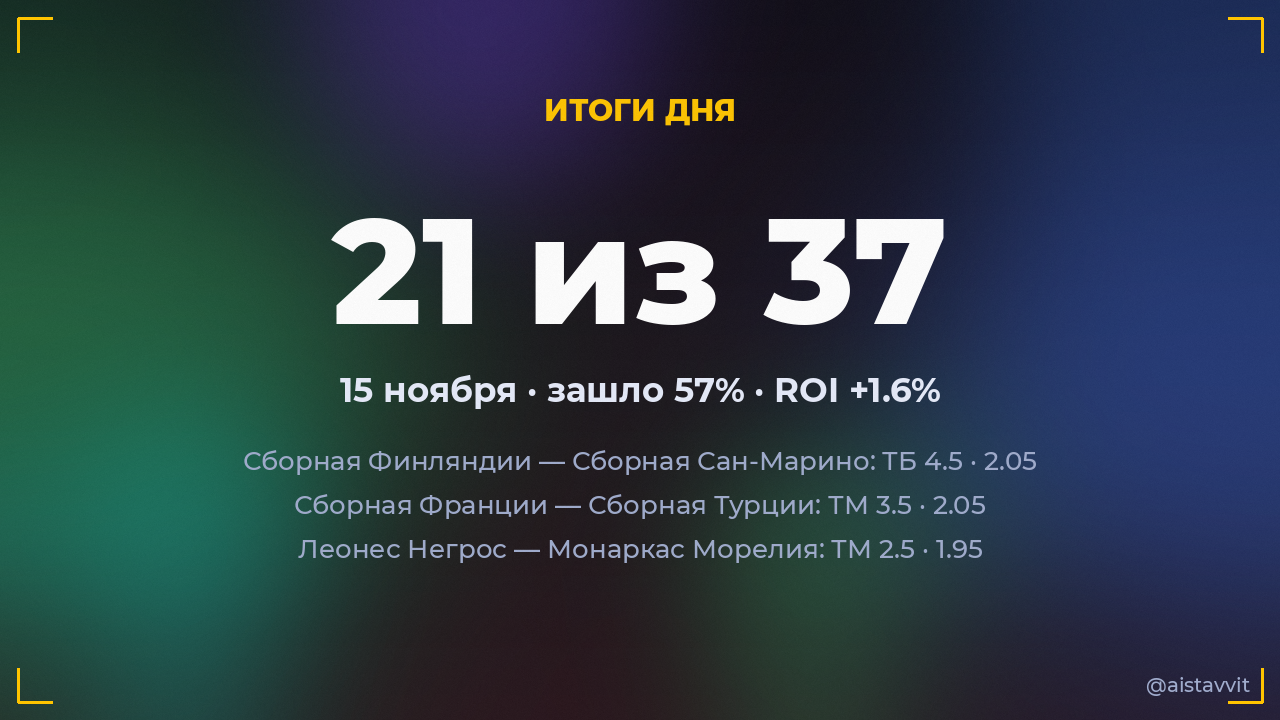 ИТОГИ ДНЯ
21 из 37
15 ноября · зашло 57% · ROI +1.6%
Сборная Финляндии — Сборная Сан-Марино: ТБ 4.5 · 2.05
Сборная Франции — Сборная Турции: ТМ 3.5 · 2.05
Леонес Негрос — Монаркас Морелия: ТМ 2.5 · 1.95
@aistavvit